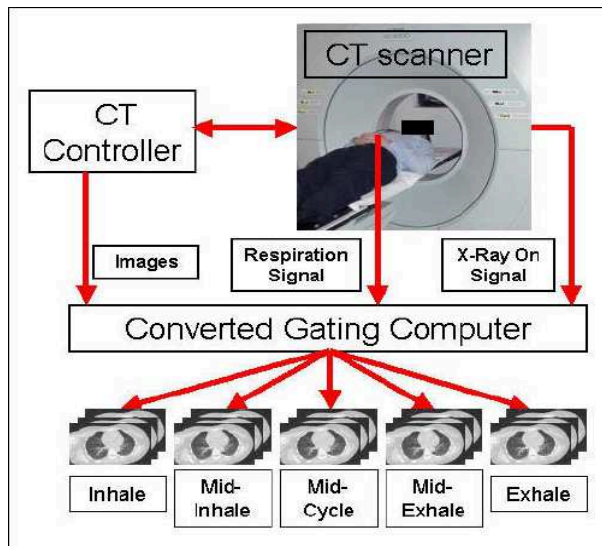 CT scanner
CT
Controller
Images
Respiration
Signal
X-Ray On
Signal
Converted Gating Computer
Inhale
Mid-
Inhale
Mid-
Cycle
Mid-
Exhale
Exhale